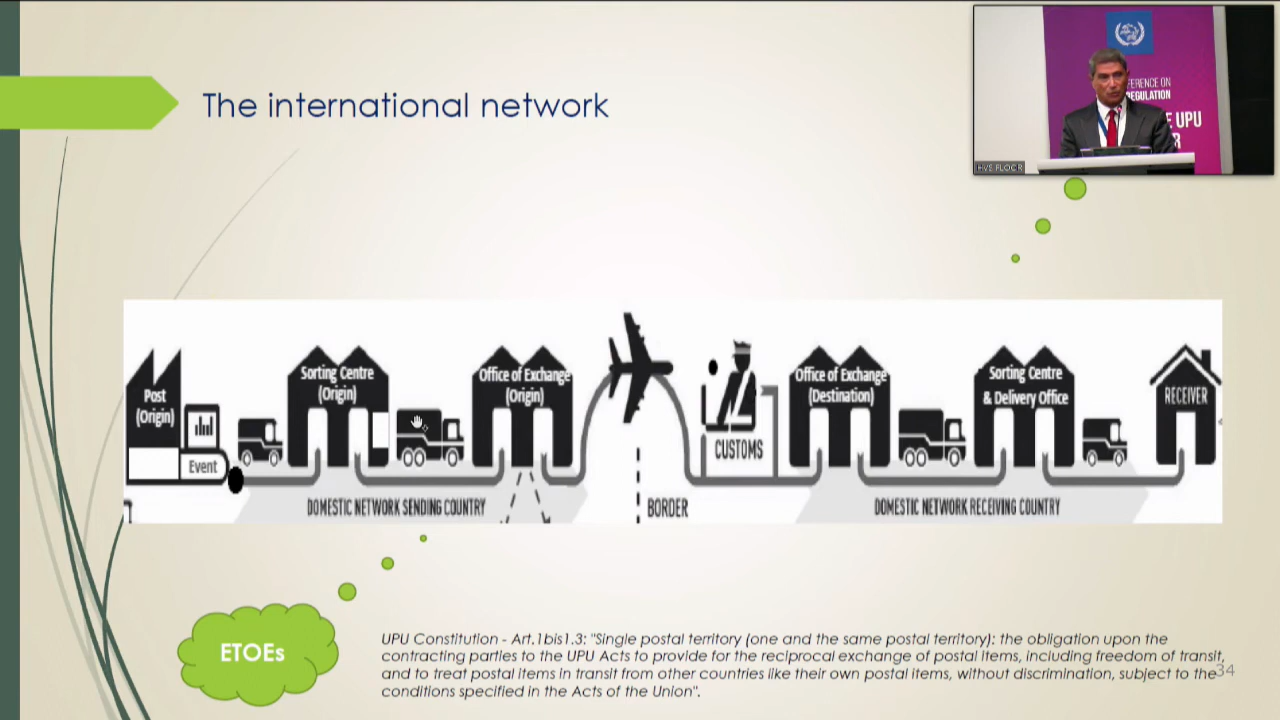 The international network
FERENCE ON
REGULATION
E UPU
HVS FLOOR
Post
(Origin)
Event
Sorting Centre
(Origin)
Office of Exchange
(Origin)
CUSTOMS
Office of Exchange
(Destination)
Sorting Centre
& Delivery Office
RECEIVER
DOMESTIC NETWORK SENDING COUNTRY
BORDER
DOMESTIC NETWORK RECEIVING COUNTRY
ETOEs
UPU Constitution - Art.1bis1.3: "Single postal territory (one and the same postal territory): the obligation upon the
contracting parties to the UPU Acts to provide for the reciprocal exchange of postal items, including freedom of transit,
and to treat postal items in transit from other countries like their own postal items, without discrimination, subject to the
conditions specified in the Acts of the Union".
34